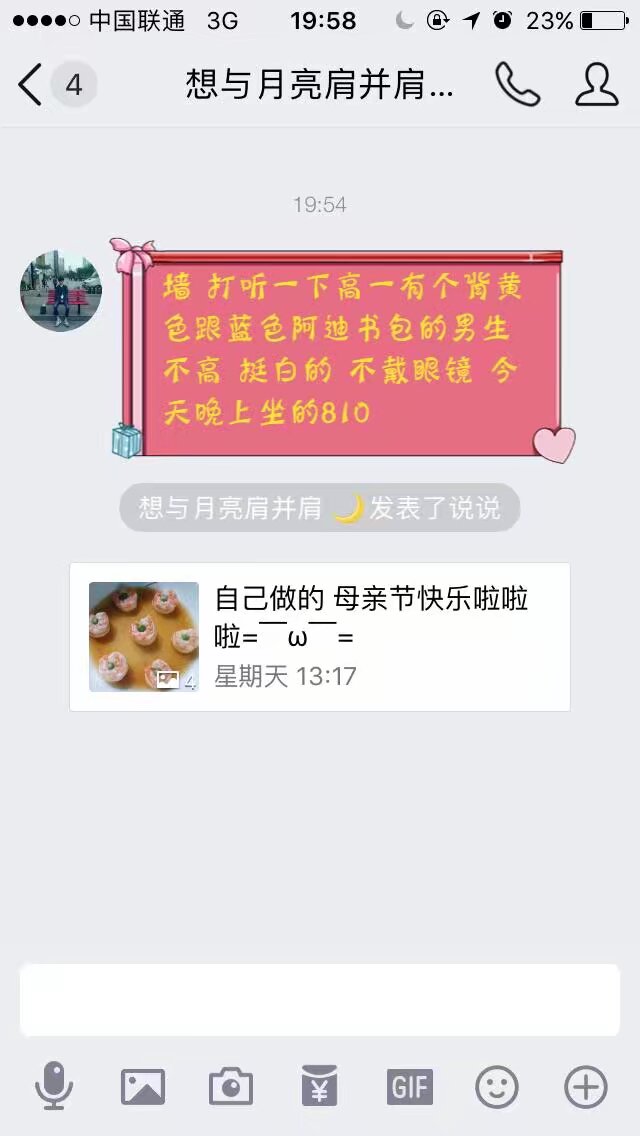 中国联通 3G 19:58 23%
4 想与月亮肩并肩...
19:54
墙 打听一下高一有个背黄
色跟蓝色阿迪书包的男生
不高 挺白的 不戴眼镜 今
天晚上坐的810
想与月亮肩并肩 🌙 发表了说说
自己做的 母亲节快乐啦啦
啦=￣ω￣=
4
星期天 13:17
¥
GIF